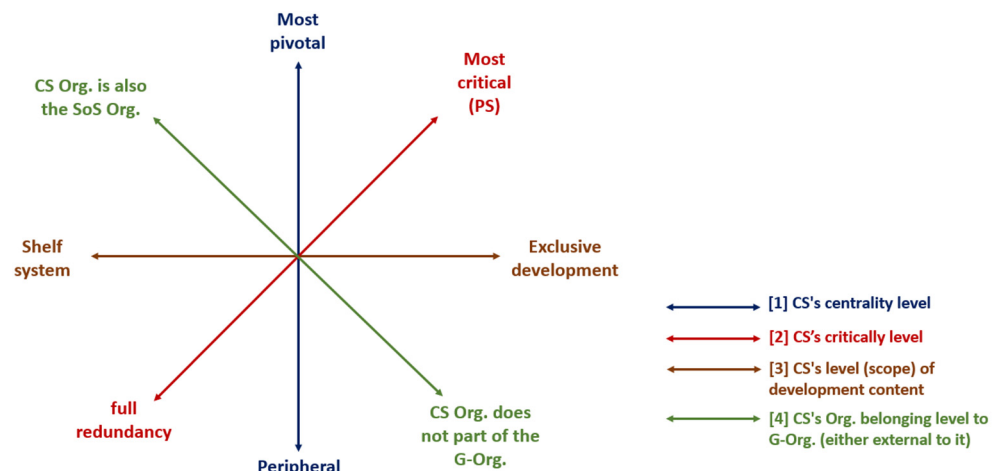 Most
pivotal
Most
critical
(PS)
CS Org. is also
the SoS Org.
Shelf
system
Exclusive
development
full
redundancy
CS Org. does
not part of the
G-Org.
Peripheral
[1] CS's centrality level
[2] CS’s critically level
[3] CS's level (scope) of
development content
[4] CS's Org. belonging level to
G-Org. (either external to it)